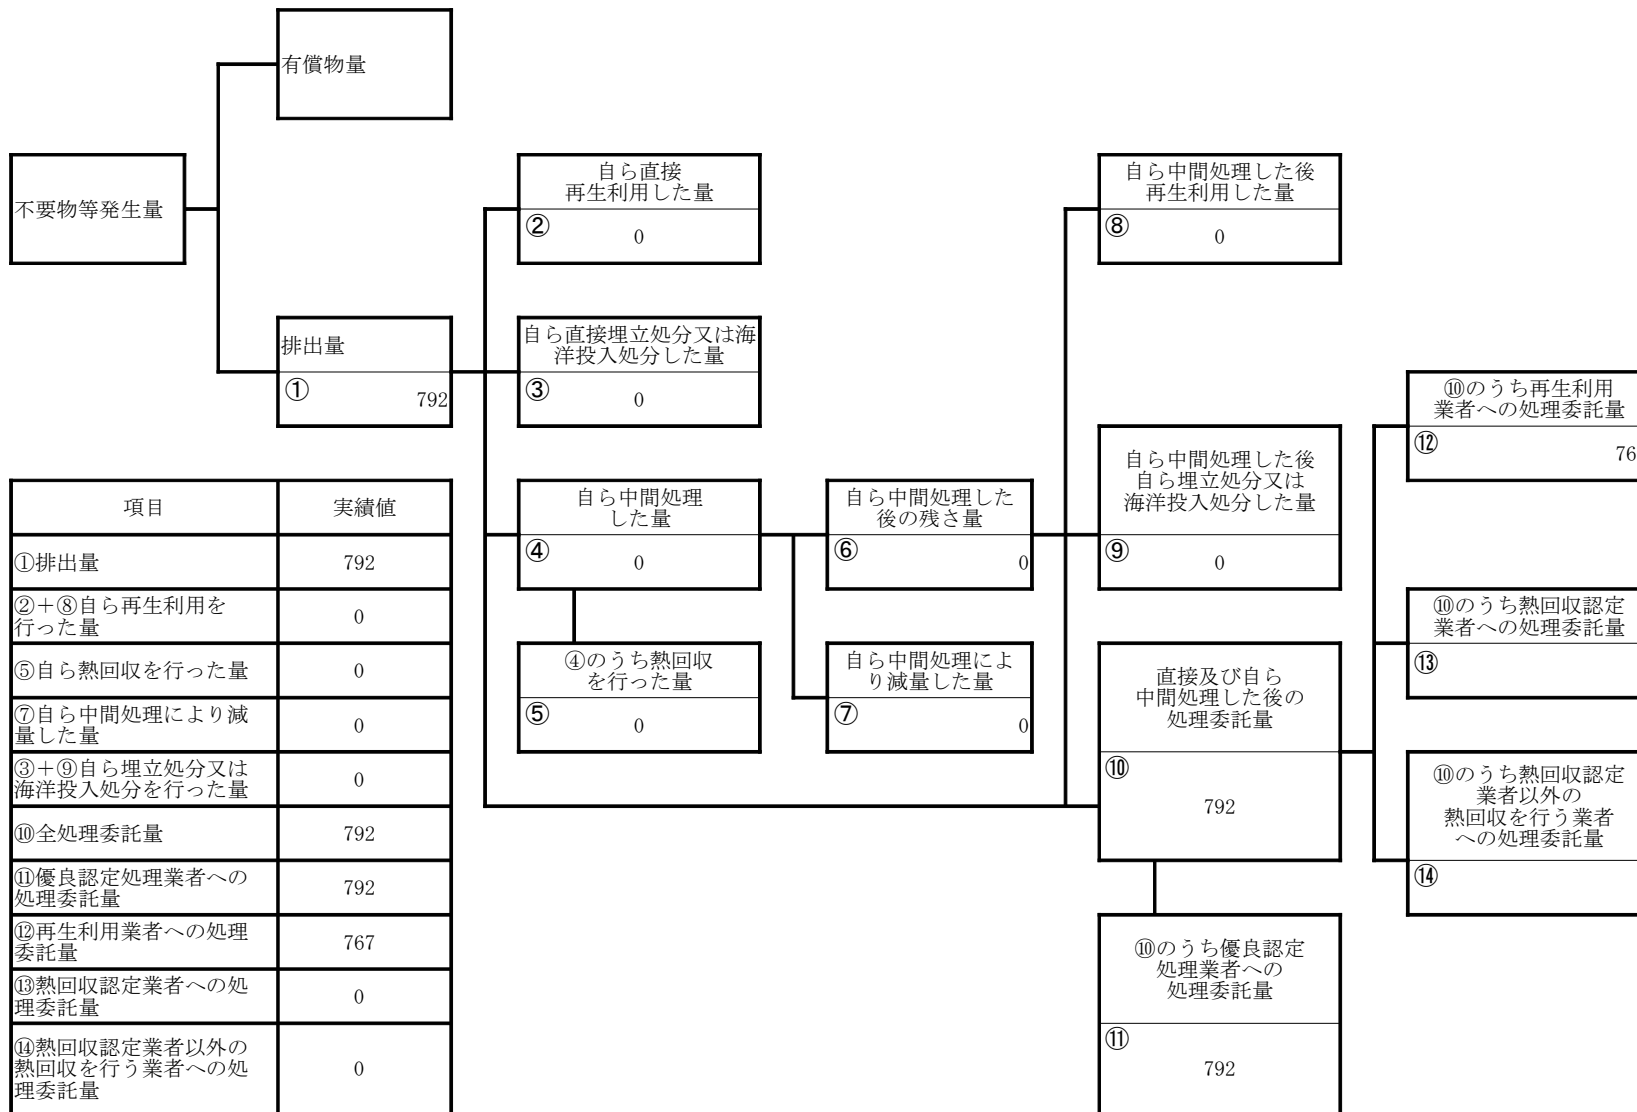 有償物量
不要物等発生量
自ら直接
再生利用した量
②
0
自ら中間処理した後
再生利用した量
⑧
0
排出量
①
792
自ら直接埋立処分又は海
洋投入処分した量
③
0
⑩のうち再生利用
業者への処理委託量
⑫
76
自ら中間処理
した量
④
0
自ら中間処理した
後の残さ量
⑥
0
自ら中間処理した後
自ら埋立処分又は
海洋投入処分した量
⑨
0
⑩のうち熱回収認定
業者への処理委託量
⑬
④のうち熱回収
を行った量
⑤
0
自ら中間処理によ
り減量した量
⑦
0
直接及び自ら
中間処理した後の
処理委託量
⑩
792
⑩のうち熱回収認定
業者以外の
熱回収を行う業者
への処理委託量
⑭
⑩のうち優良認定
処理業者への
処理委託量
⑪
792
項目 実績値
①排出量 792
②＋⑧自ら再生利用を
行った量 0
⑤自ら熱回収を行った量 0
⑦自ら中間処理により減
量した量 0
③＋⑨自ら埋立処分又は
海洋投入処分を行った量 0
⑩全処理委託量 792
⑪優良認定処理業者への
処理委託量 792
⑫再生利用業者への処理
委託量 767
⑬熱回収認定業者への処
理委託量 0
⑭熱回収認定業者以外の
熱回収を行う業者への処
理委託量 0